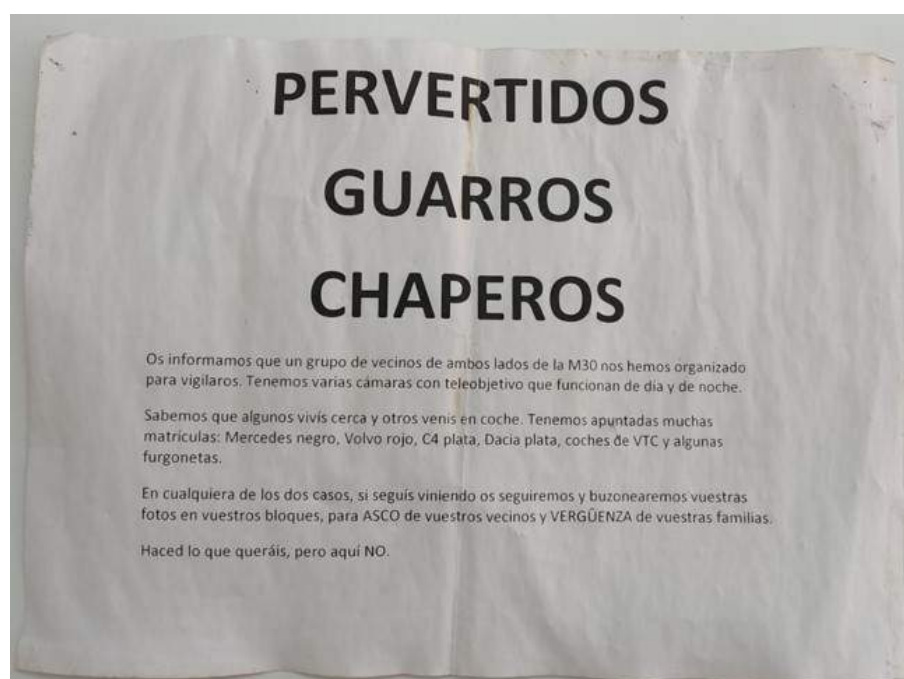 PERVERTIDOS
GUARROS
CHAPEROS
Os informamos que un grupo de vecinos de ambos lados de la M30 nos hemos organizado
para vigilaros. Tenemos varias cámaras con teleobjetivo que funcionan de día y de noche.
Sabemos que algunos vivís cerca y otros venis en coche. Tenemos apuntadas muchas
matrículas: Mercedes negro, Volvo rojo, C4 plata, Dacia plata, coches de VTC y algunas
furgonetas.
En cualquiera de los dos casos, si seguís viniendo os seguiremos y buzonearemos vuestras
fotos en vuestros bloques, para ASCO de vuestros vecinos y VERGÜENZA de vuestras familias.
Haced lo que queráis, pero aquí NO.